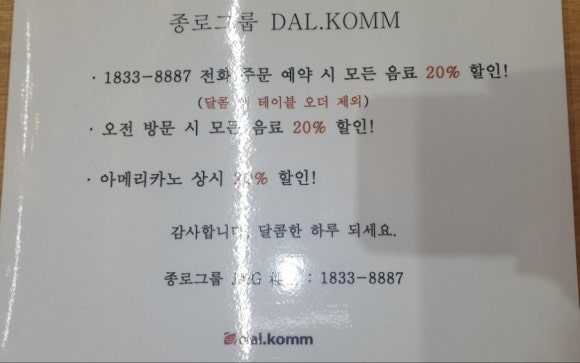 종로그룹 DAL.KOMM
· 1833-8887 전화 주문 예약 시 모든 음료 20% 할인!
(달콤 테이블 오더 제외)
· 오전 방문 시 모든 음료 20% 할인!
· 아메리카노 상시 할인!
감사합니다, 달콤한 하루 되세요.
종로그룹 : 1833-8887
dal.komm